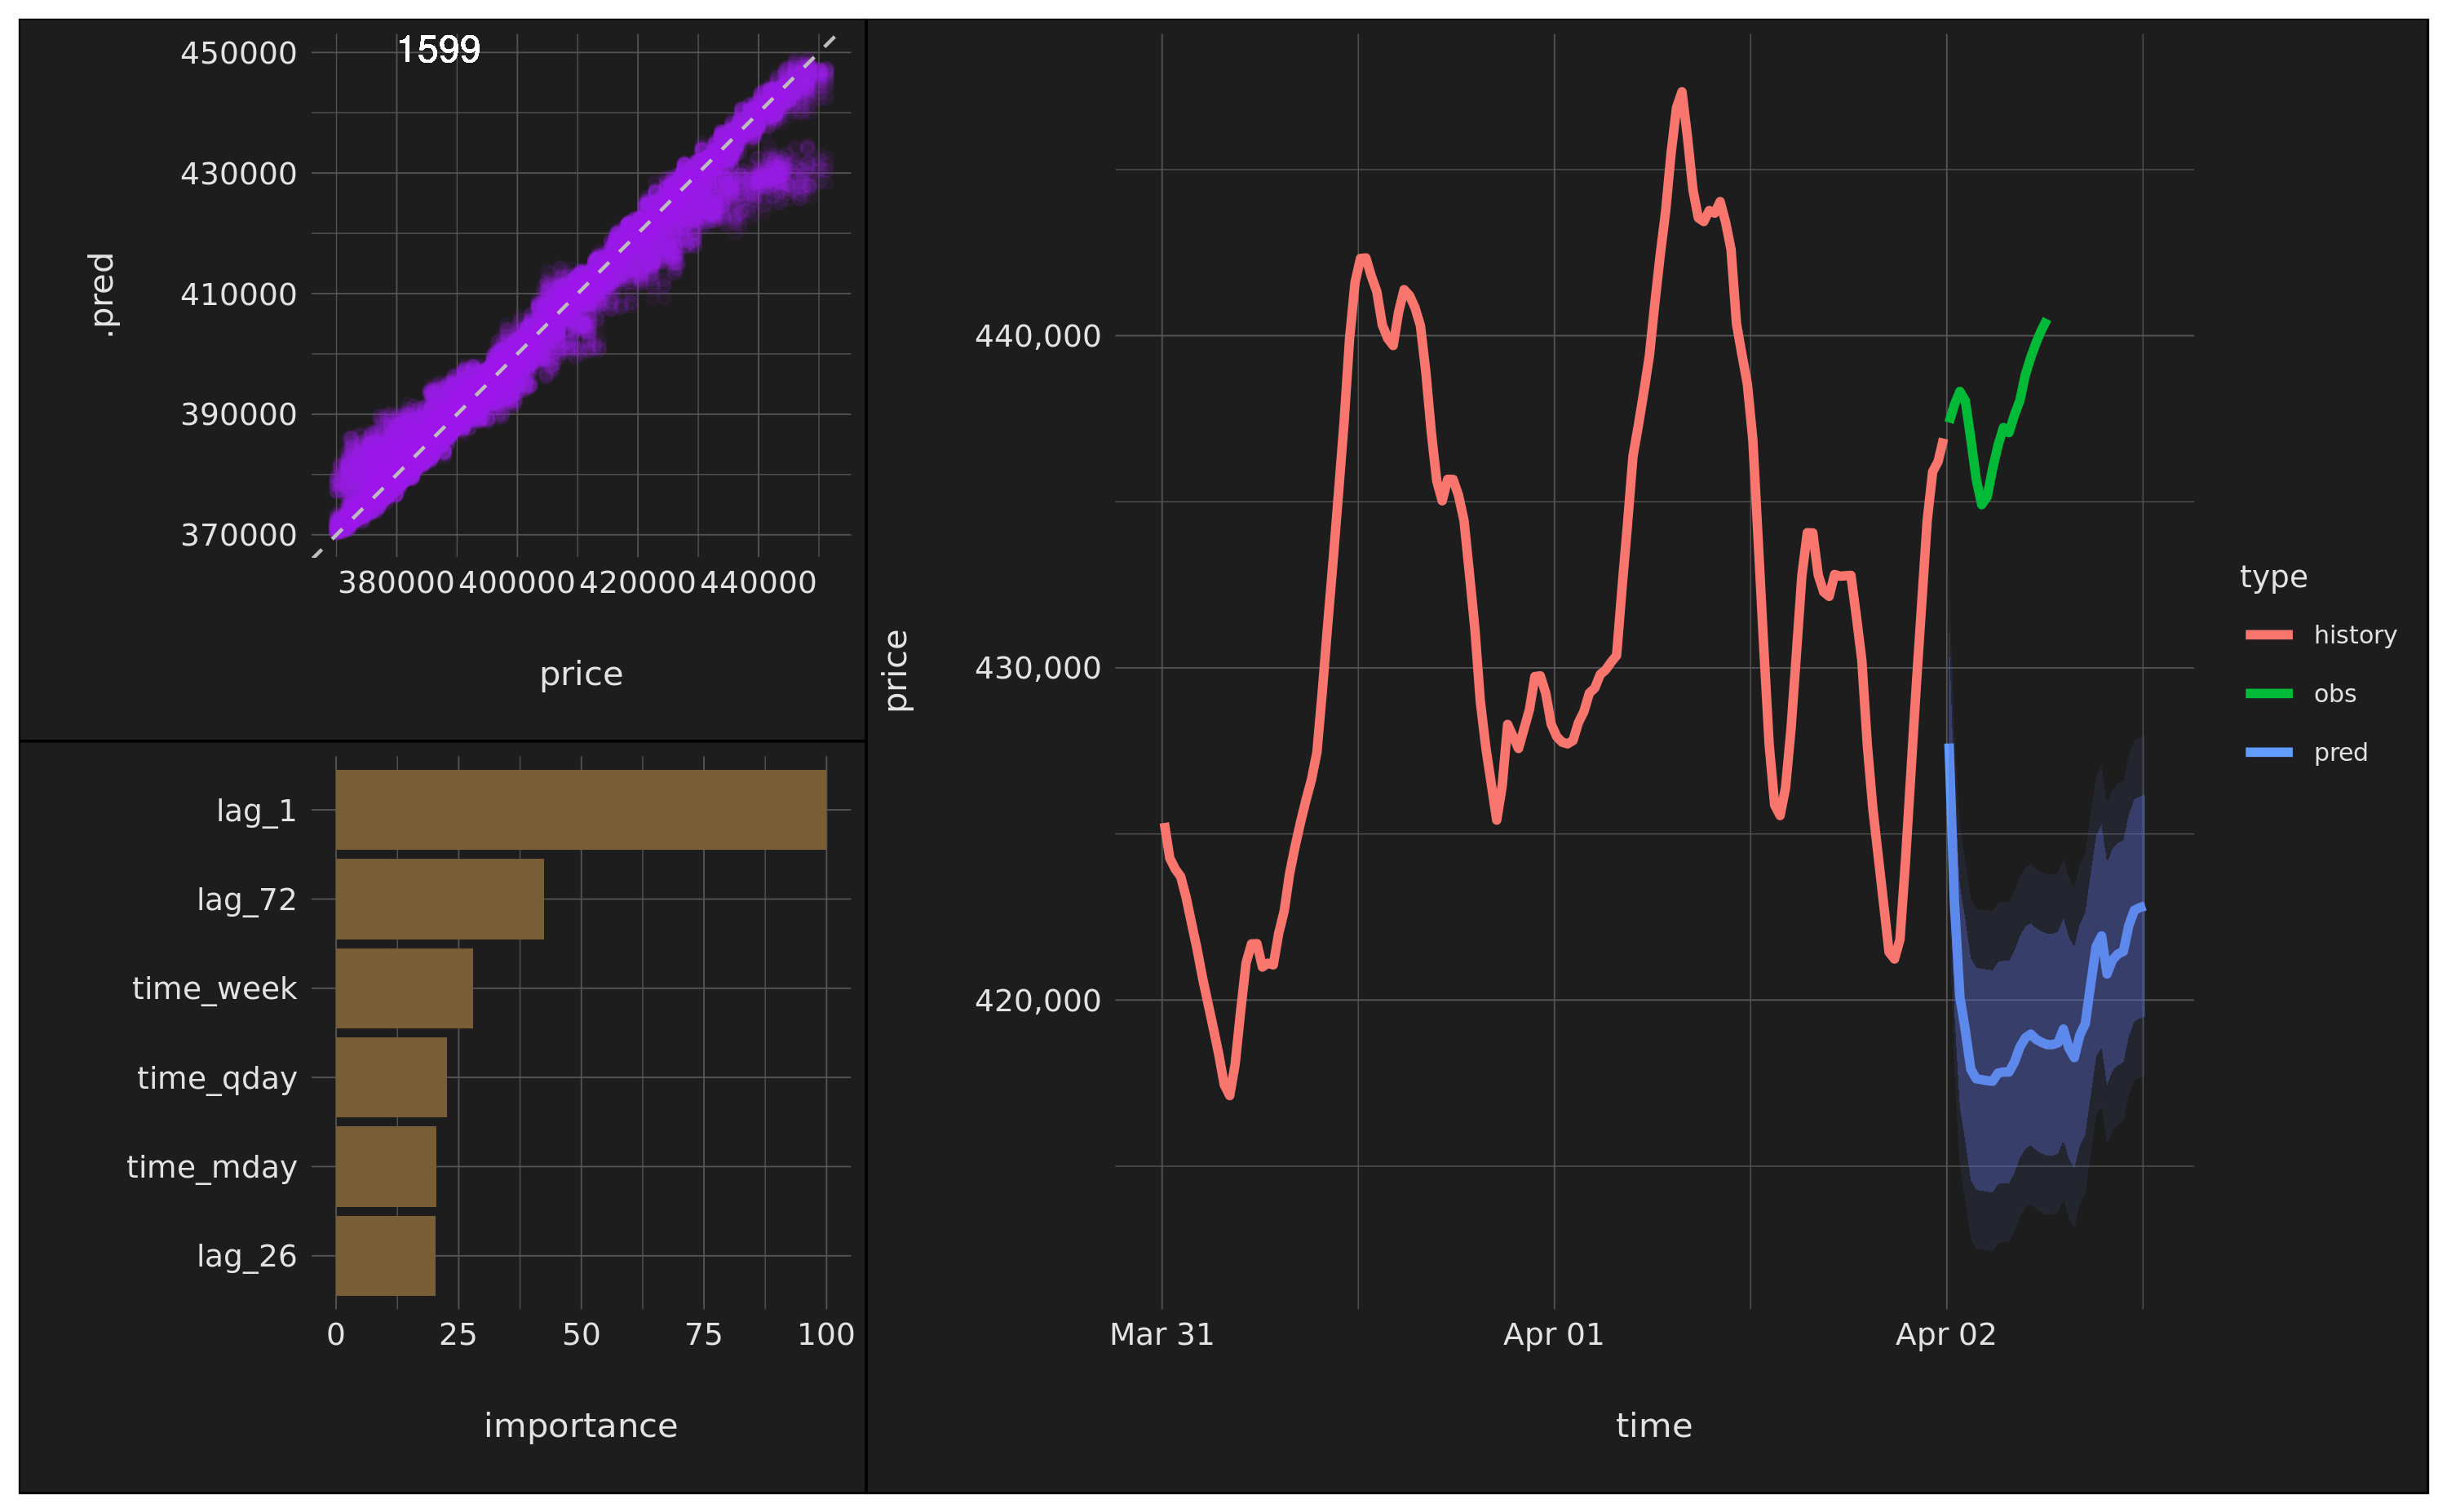 1599
450000
430000
410000
390000
370000
.pred
380000 400000 420000 440000
price
lag_1
lag_72
time_week
time_qday
time_mday
lag_26
0 25 50 75 100
importance
440,000
430,000
420,000
price
Mar 31 Apr 01 Apr 02
time
type
history
obs
pred